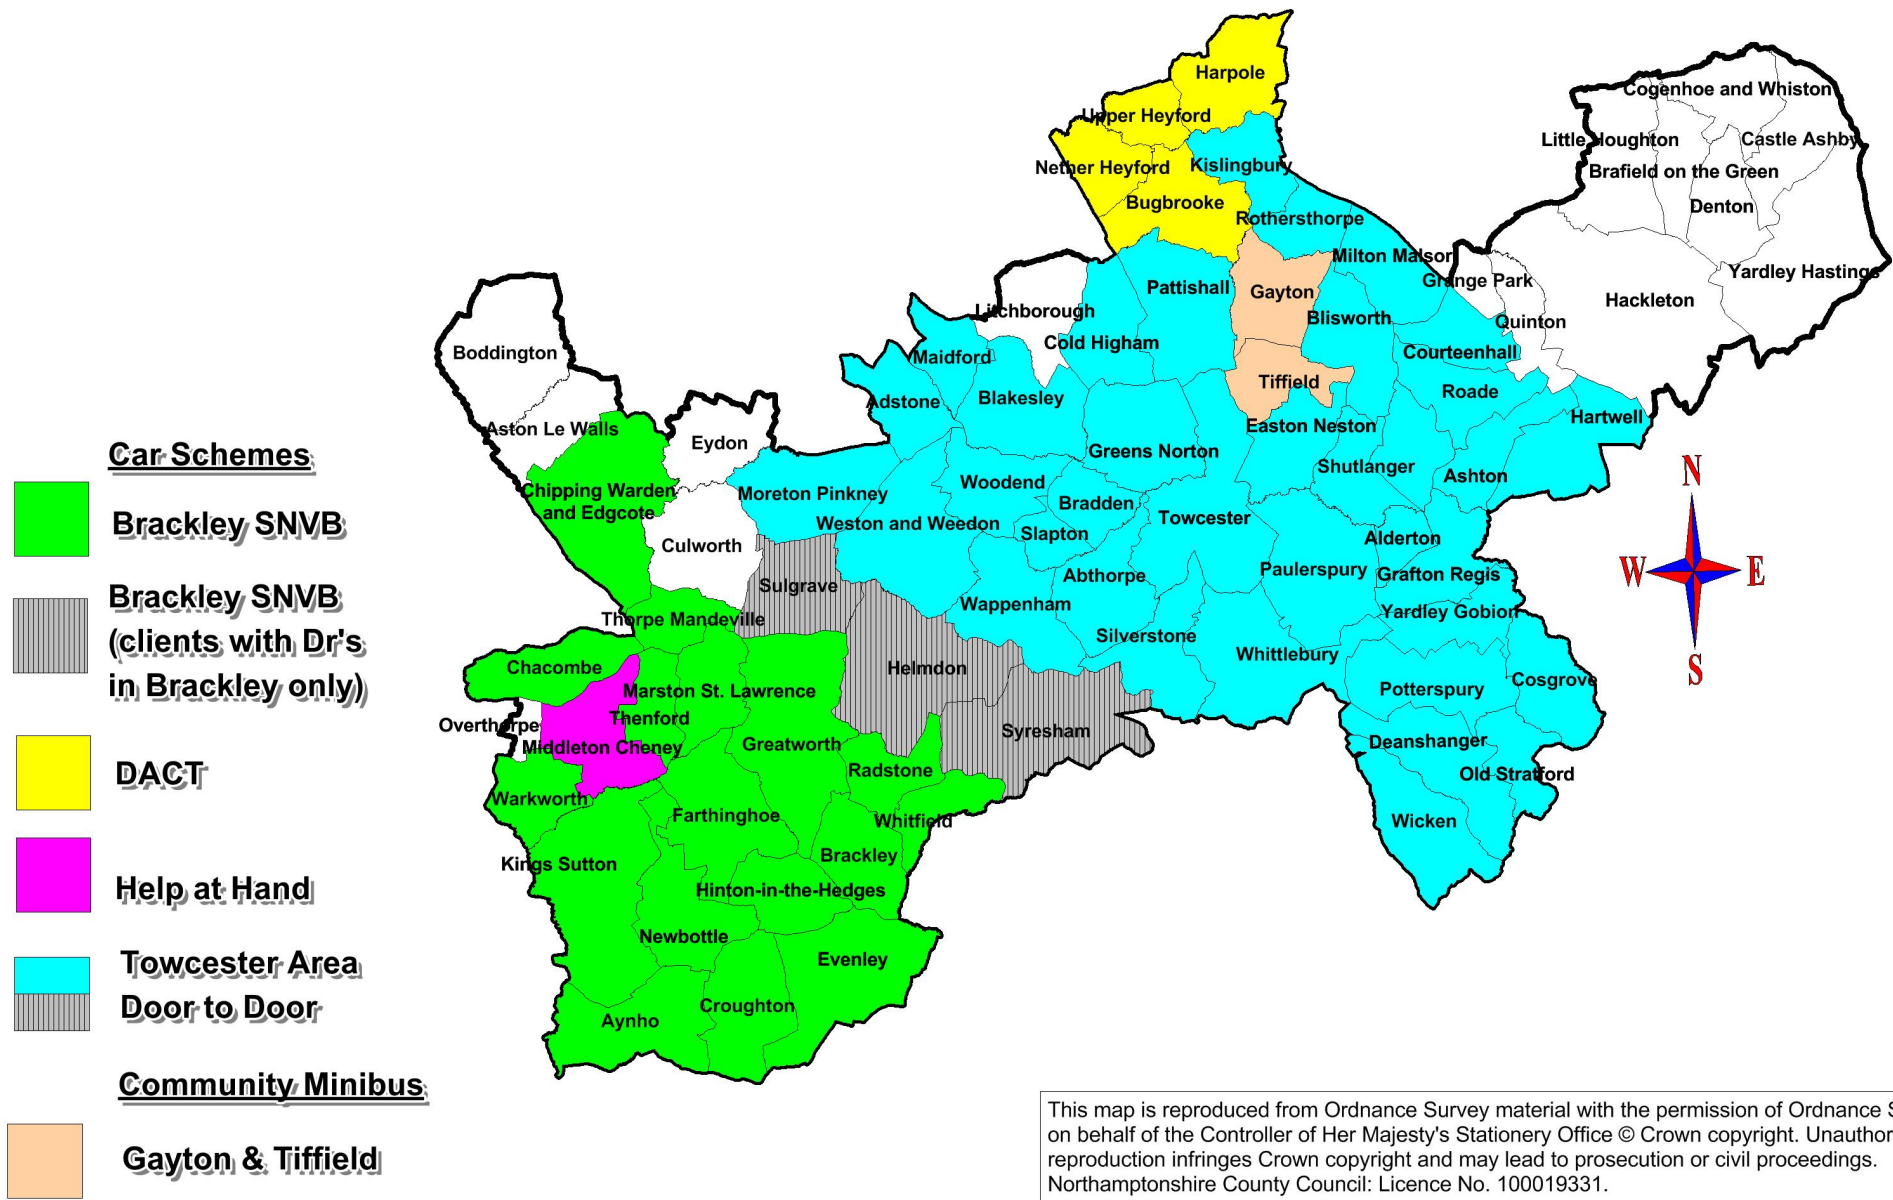 Car Schemes
Brackley SNVB
Brackley SNVB
(clients with Dr's
in Brackley only)
DACT
Help at Hand
Towcester Area
Door to Door
Community Minibus
Gayton & Tiffield
Harpole
Upper Heyford
Nether Heyford
Kislingbury
Bugbrooke
Rothersthorpe
Milton Malsor
Cogenhoe and Whiston
Little Houghton
Castle Ashby
Brafield on the Green
Denton
Yardley Hastings
Hackleton
Grange Park
Quinton
Pattishall
Gayton
Litchborough
Cold Higham
Blisworth
Courteenhall
Boddington
Maidford
Tiffield
Roade
Adstone
Blakesley
Hartwell
Aston Le Walls
Eydon
Easton Neston
Greens Norton
Shutlanger
Ashton
Chipping Warden
and Edgcote
Moreton Pinkney
Woodend
Bradden
Weston and Weedon
Towcester
Slapton
Alderton
Culworth
Sulgrave
Abthorpe
Paulerspury
Grafton Regis
Wappenham
Yardley Gobion
Thorpe Mandeville
Silverstone
Whittlebury
Chacombe
Helmdon
Cosgrove
Potterspury
Marston St. Lawrence
Thenford
Overthorpe
Middleton Cheney
Greatworth
Syresham
Deanshanger
Radstone
Old Stratford
Warkworth
Farthinghoe
Whitfield
Wicken
Kings Sutton
Brackley
Hinton-in-the-Hedges
Newbottle
Evenley
Croughton
Aynho
N
W
E
S
This map is reproduced from Ordnance Survey material with the permission of Ordnance S
on behalf of the Controller of Her Majesty's Stationery Office © Crown copyright. Unauthor
reproduction infringes Crown copyright and may lead to prosecution or civil proceedings.
Northamptonshire County Council: Licence No. 100019331.